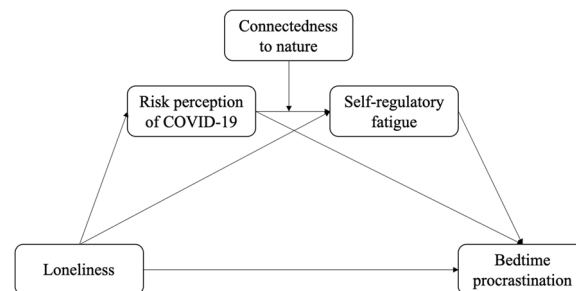 Connectedness
to nature
Risk perception
of COVID-19
Self-regulatory
fatigue
Loneliness
Bedtime
procrastination